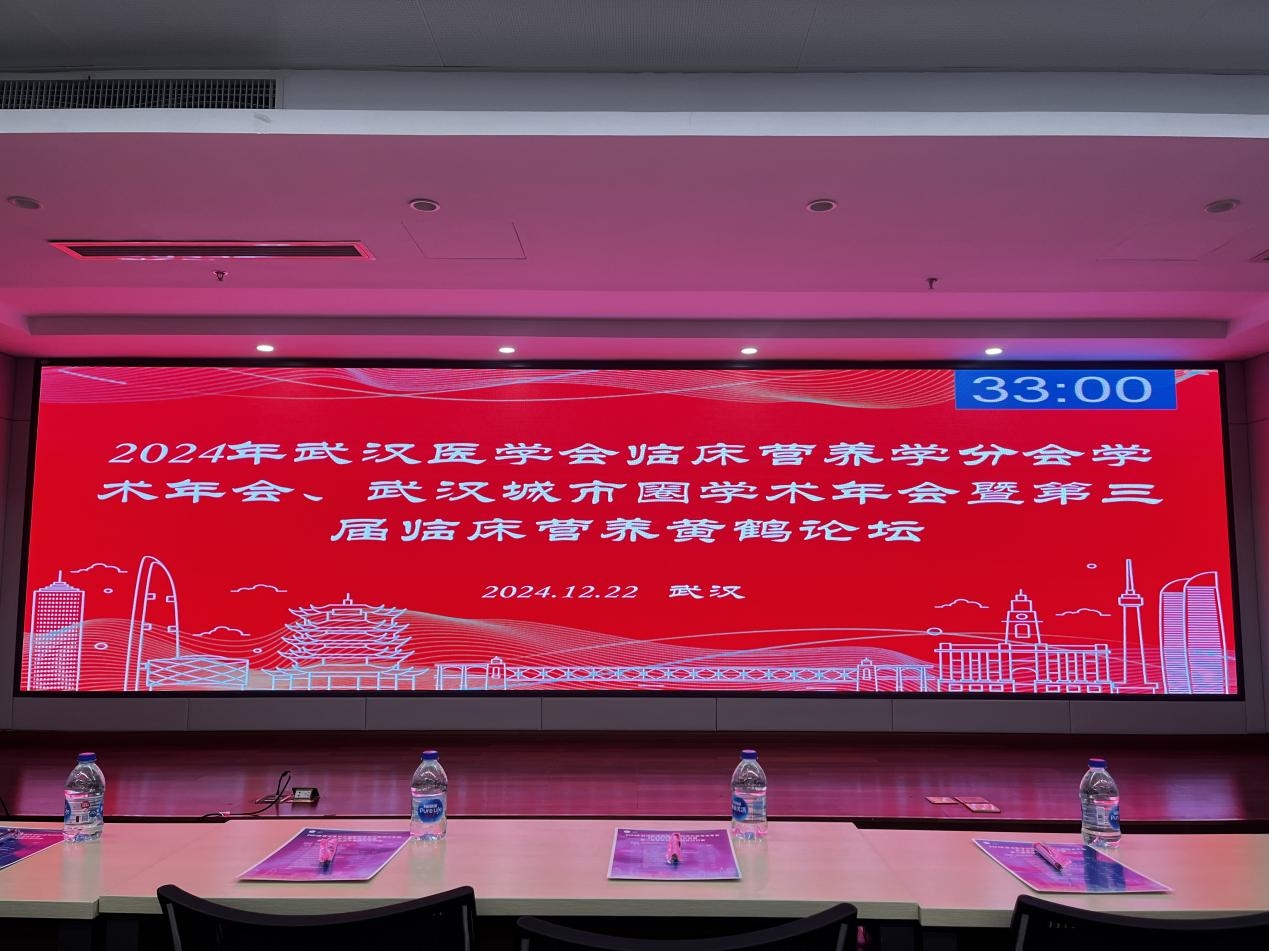 33:00
2024年武汉医学会临床营养学分会学
术年会、武汉城市圈学术年会暨第三
届临床营养黄鹤论坛
2024.12.22 武汉
Pure Life